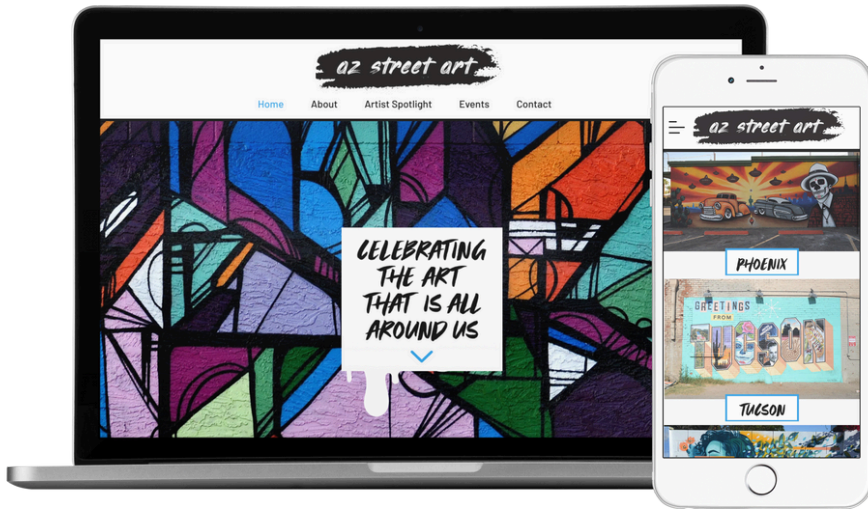 az street art
Home About Artist Spotlight Events Contact
CELEBRATING
THE ART
THAT IS ALL
AROUND US
az street art
PHOENIX
GREETINGS
FROM
TUCSON
TUCSON